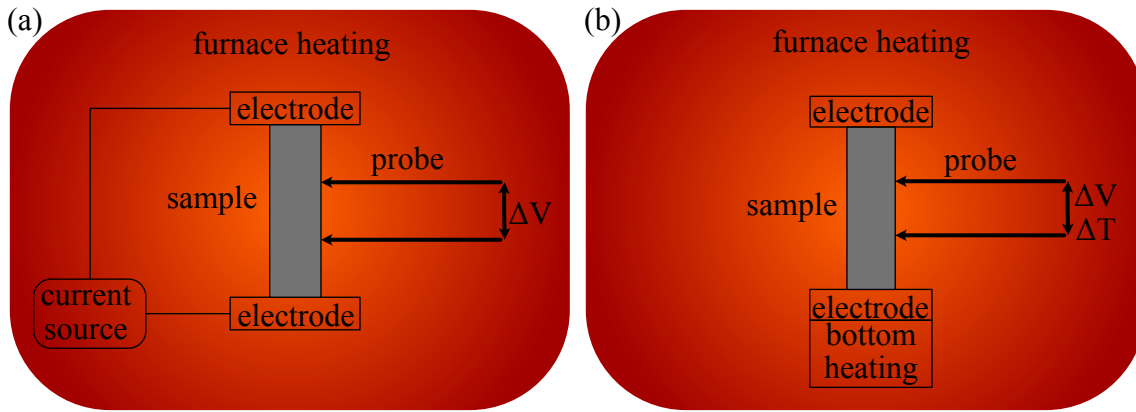 (a)
furnace heating
electrode
probe
sample
ΔV
current
source
electrode
(b)
furnace heating
electrode
probe
sample
ΔV
ΔT
electrode
bottom
heating